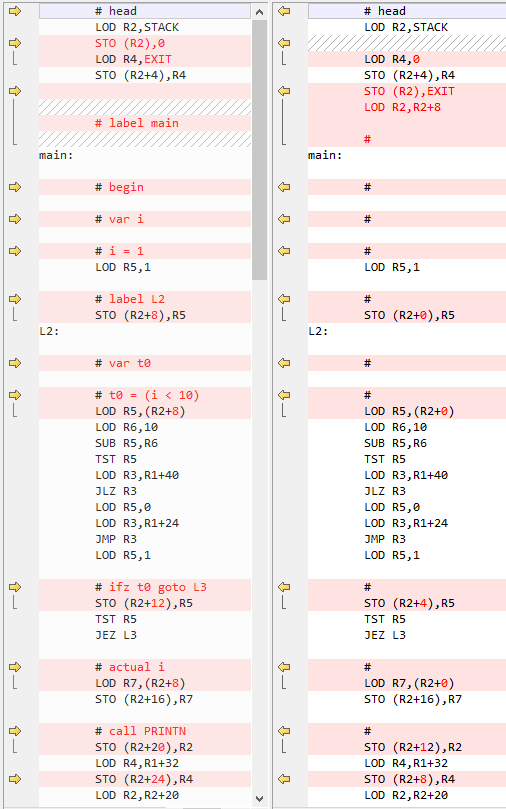 # head
LOD R2,STACK
STO (R2),0
LOD R4,EXIT
STO (R2+4),R4
# label main
main:
# begin
# var i
# i = 1
LOD R5,1
# label L2
STO (R2+8),R5
L2:
# var t0
# t0 = (i < 10)
LOD R5,(R2+8)
LOD R6,10
SUB R5,R6
TST R5
LOD R3,R1+40
JLZ R3
LOD R5,0
LOD R3,R1+24
JMP R3
LOD R5,1
# ifz t0 goto L3
STO (R2+12),R5
TST R5
JEZ L3
# actual i
LOD R7,(R2+8)
STO (R2+16),R7
# call PRINTN
STO (R2+20),R2
LOD R4,R1+32
STO (R2+24),R4
LOD R2,R2+20
# head
LOD R2,STACK
LOD R4,0
STO (R2+4),R4
STO (R2),EXIT
LOD R2,R2+8
#
main:
#
#
#
LOD R5,1
#
STO (R2+0),R5
L2:
#
#
LOD R5,(R2+0)
LOD R6,10
SUB R5,R6
TST R5
LOD R3,R1+40
JLZ R3
LOD R5,0
LOD R3,R1+24
JMP R3
LOD R5,1
#
STO (R2+4),R5
TST R5
JEZ L3
#
LOD R7,(R2+0)
STO (R2+16),R7
#
STO (R2+12),R2
LOD R4,R1+32
STO (R2+8),R4
LOD R2,R2+20